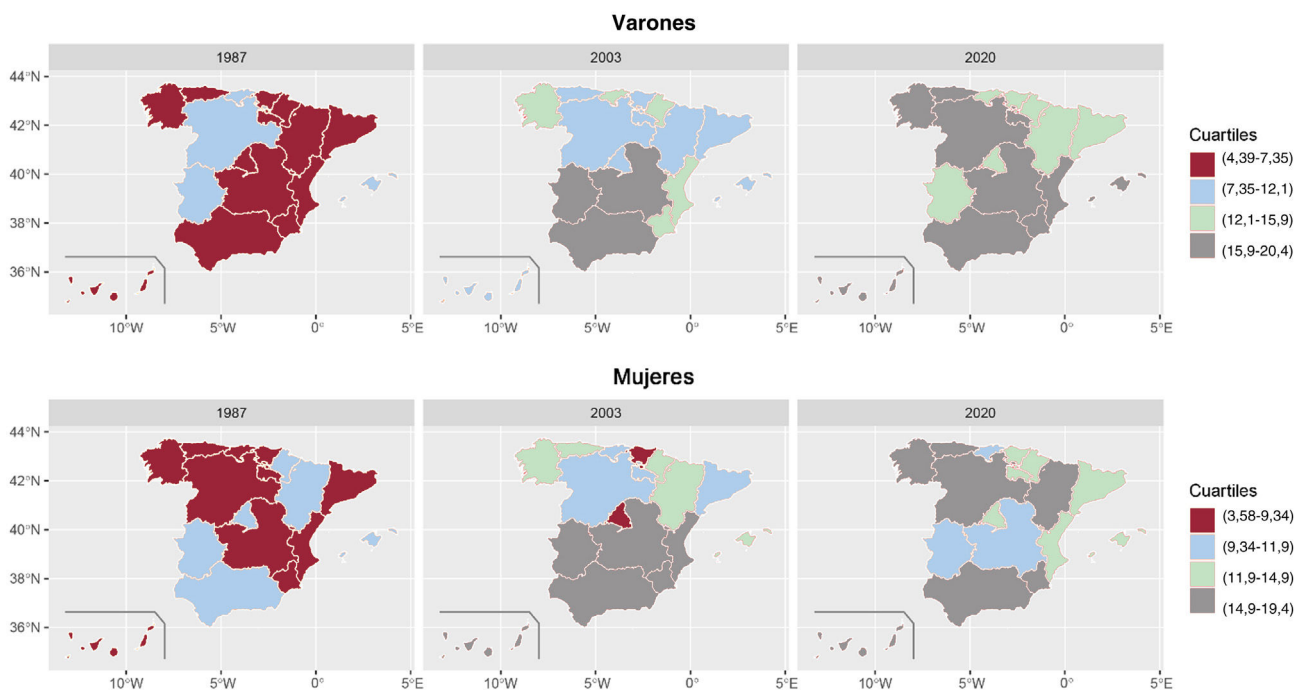 Varones
1987 2003 2020
44°N
42°N
40°N
38°N
36°N
10°W 5°W 0° 5°E 10°W 5°W 0° 5°E 10°W 5°W 0° 5°E
Cuartiles
(4,39-7,35)
(7,35-12,1)
(12,1-15,9)
(15,9-20,4)
Mujeres
1987 2003 2020
44°N
42°N
40°N
38°N
36°N
10°W 5°W 0° 5°E 10°W 5°W 0° 5°E 10°W 5°W 0° 5°E
Cuartiles
(3,58-9,34)
(9,34-11,9)
(11,9-14,9)
(14,9-19,4)